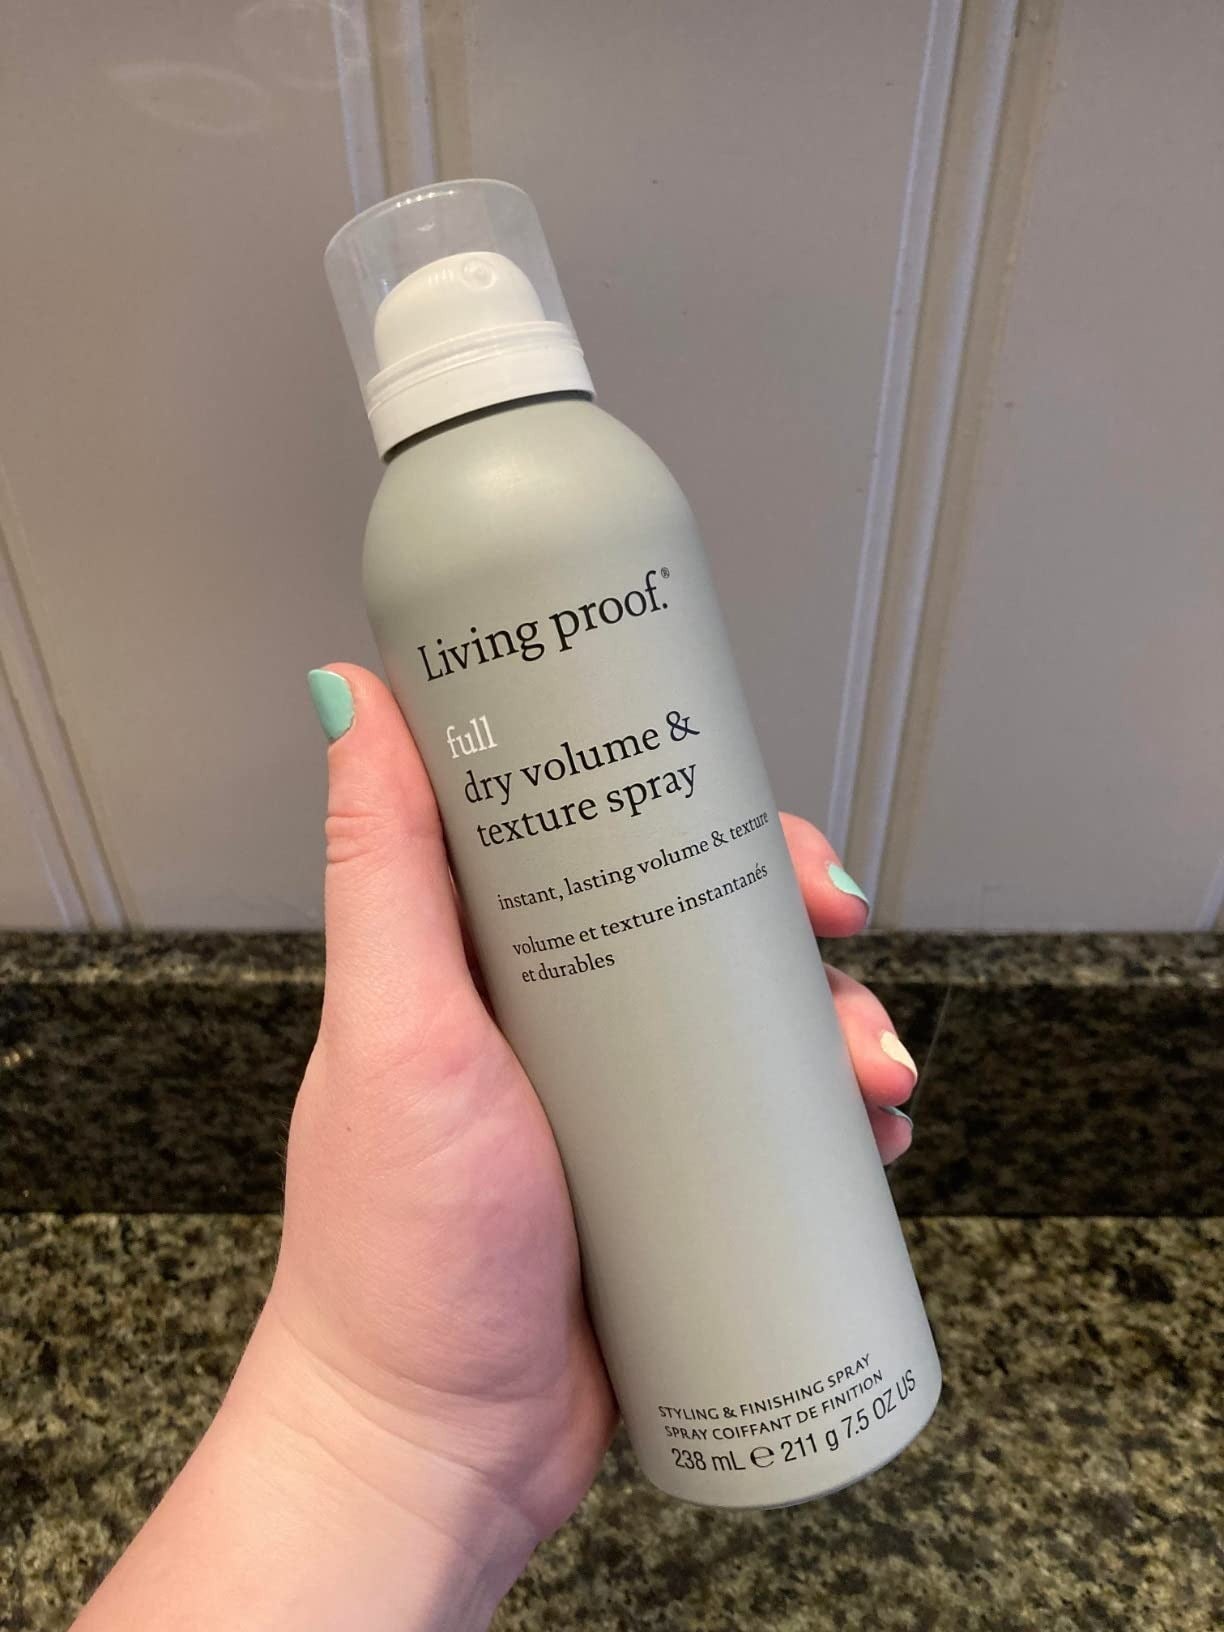 Living proof.®
full
dry volume &
texture spray
instant, lasting volume & texture
volume et texture instantanés
et durables
STYLING & FINISHING SPRAY
SPRAY COIFFANT DE FINITION
238 mL ℮ 211 g 7.5 OZ US